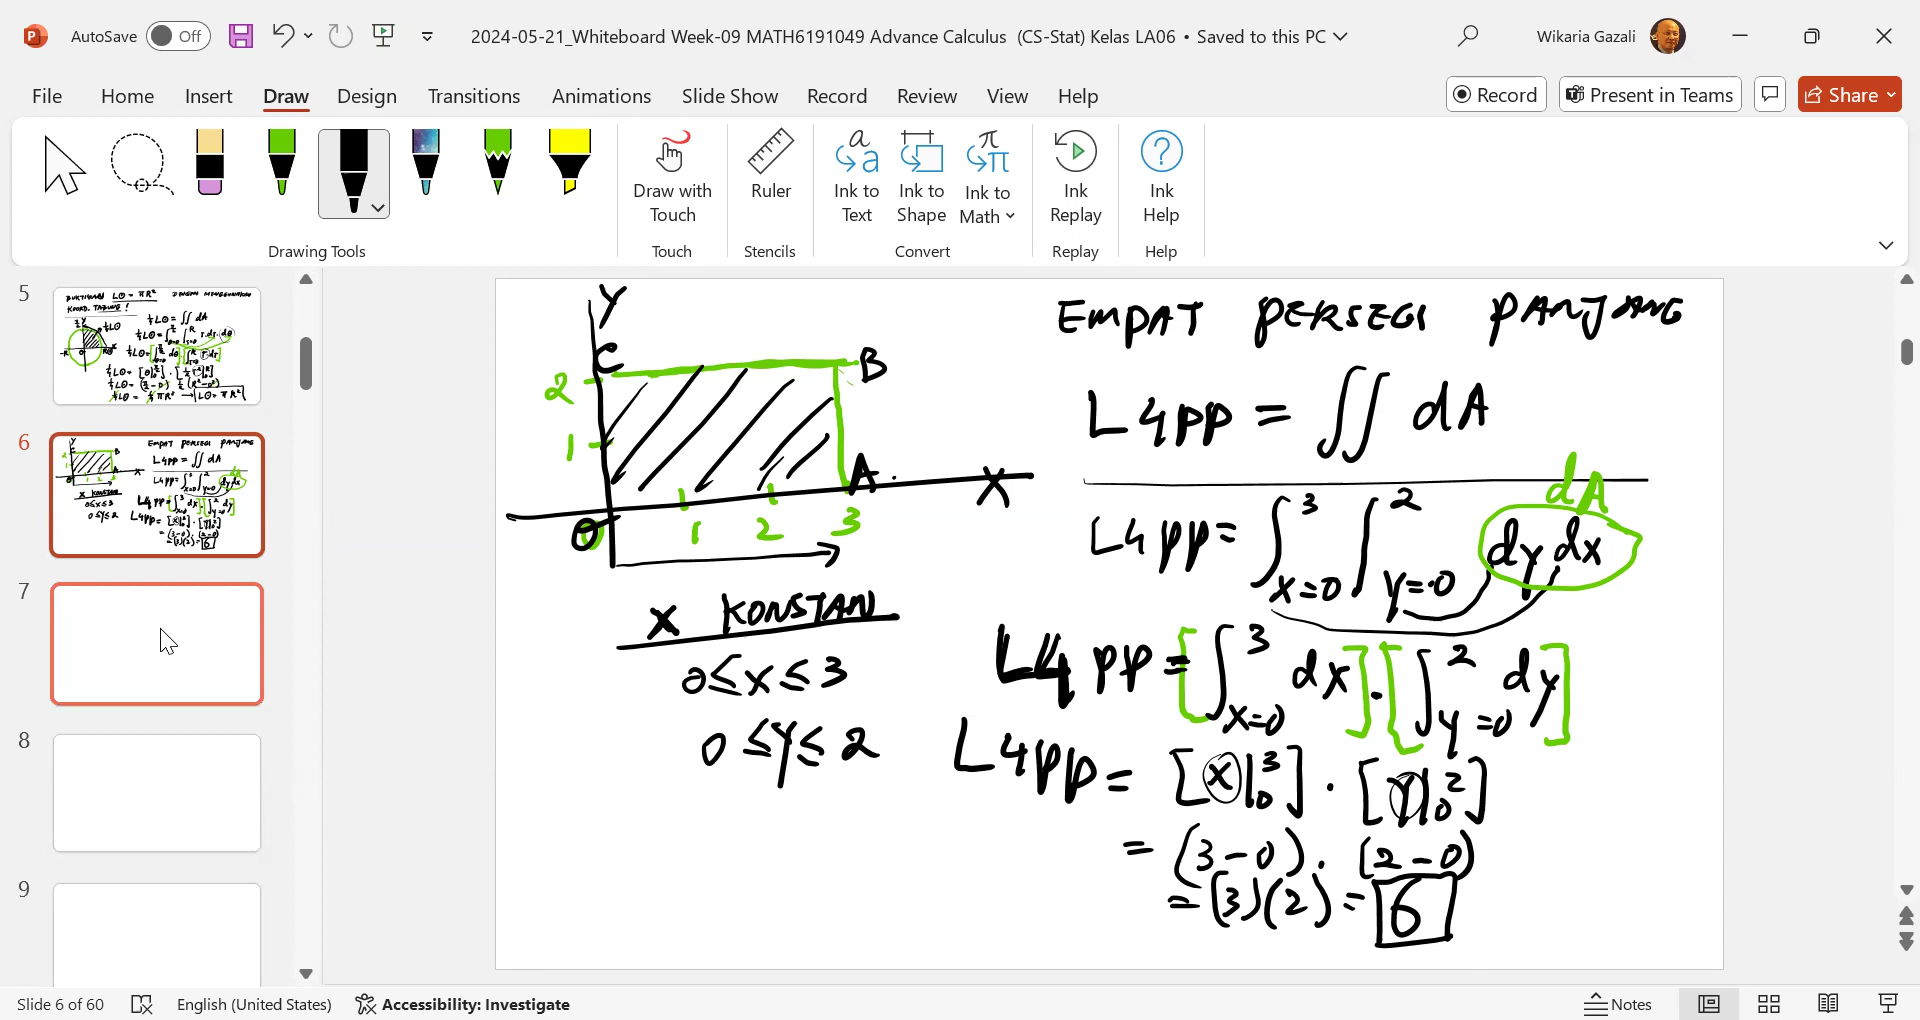 AutoSave Off 2024-05-21_Whiteboard Week-09 MATH6191049 Advance Calculus (CS-Stat) Kelas LA06 • Saved to this PC Wikaria Gazali
File Home Insert Draw Design Transitions Animations Slide Show Record Review View Help Record Present in Teams Share
Draw with Touch
Ruler
Ink to Text
Ink to Shape
Ink to Math
Ink Replay
Ink Help
Drawing Tools Touch Stencils Convert Replay Help
5
6
7
8
9
EMPAT PERSEGI PANJANG
Y
C B
2
1
A X
O 0 1 2 3
X KONSTAN
0≤x≤3
0≤y≤2
L4pp = ∬ dA
dA
L4pp = ∫_{x=0}^{3} ∫_{y=0}^{2} dy dx
L4pp = [∫_{x=0}^{3} dx] · [∫_{y=0}^{2} dy]
L4pp = [x|_0^3] · [y|_0^2]
= (3-0) · (2-0)
= (3)(2) = 6
Slide 6 of 60 English (United States) Accessibility: Investigate Notes